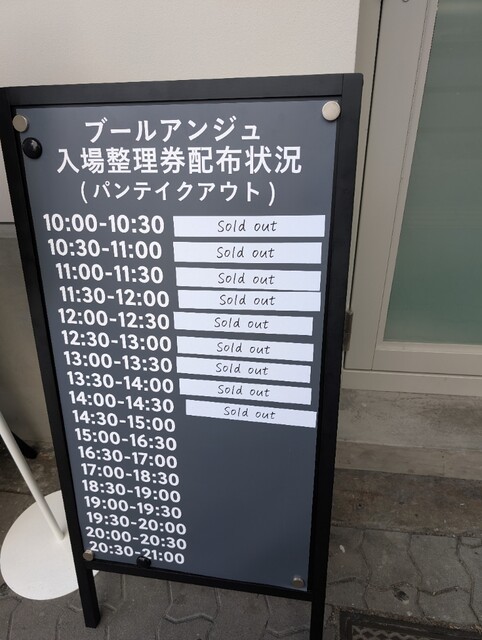 ブールアンジュ
入場整理券配布状況
(パンテイクアウト)
10:00-10:30 Sold out
10:30-11:00 Sold out
11:00-11:30 Sold out
11:30-12:00 Sold out
12:00-12:30 Sold out
12:30-13:00 Sold out
13:00-13:30 Sold out
13:30-14:00 Sold out
14:00-14:30 Sold out
14:30-15:00
15:00-16:30
16:30-17:00
17:00-18:30
18:30-19:00
19:00-19:30
19:30-20:00
20:00-20:30
20:30-21:00